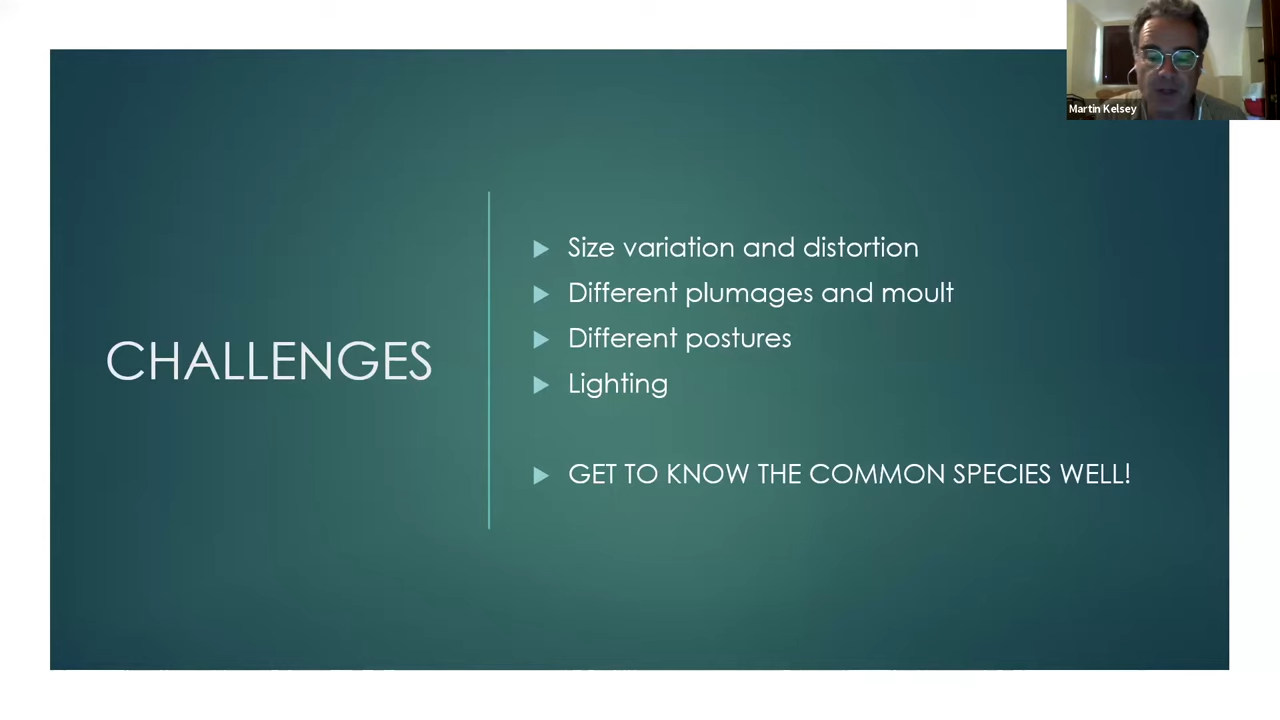 Martin Kelsey
CHALLENGES
Size variation and distortion
Different plumages and moult
Different postures
Lighting
GET TO KNOW THE COMMON SPECIES WELL!